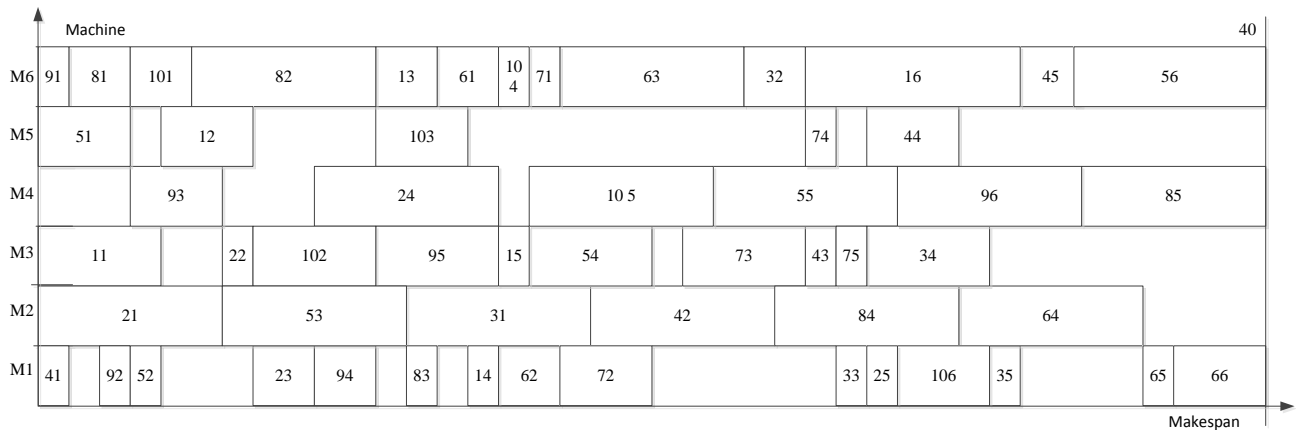 Machine 40
M6 91 81 101 82 13 61 10 4 71 63 32 16 45 56
M5 51 12 103 74 44
M4 93 24 10 5 55 96 85
M3 11 22 102 95 15 54 73 43 75 34
M2 21 53 31 42 84 64
M1 41 92 52 23 94 83 14 62 72 33 25 106 35 65 66
Makespan